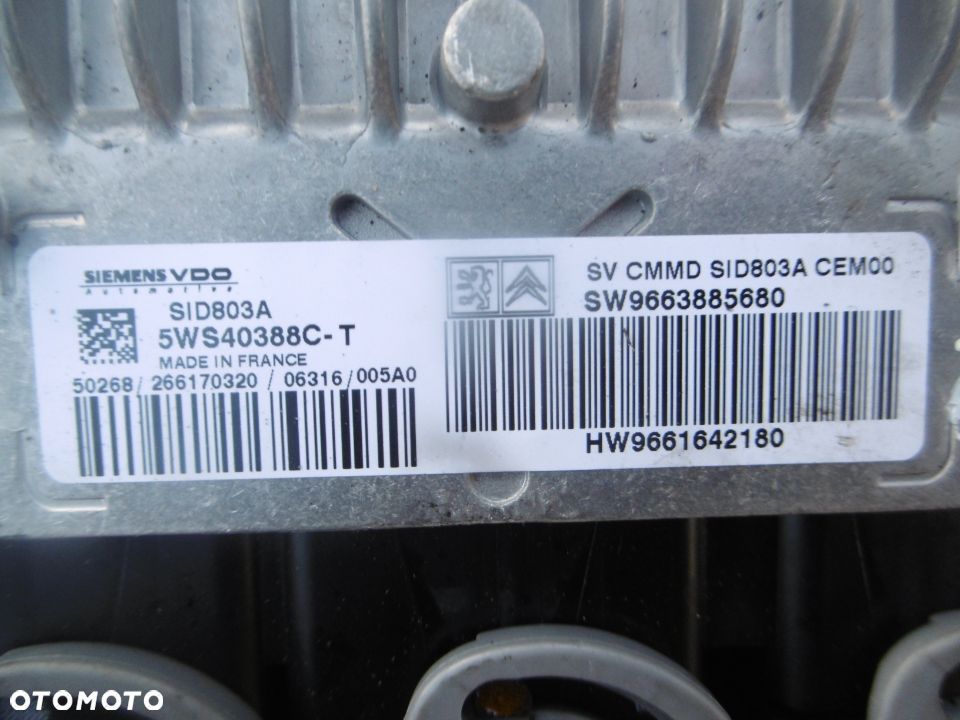 SIEMENS VDO
Automotive
SID803A
5WS40388C-T
MADE IN FRANCE
50268/266170320/06316/005A0
SV CMMD SID803A CEM00
SW9663885680
HW9661642180
OTOMOTO